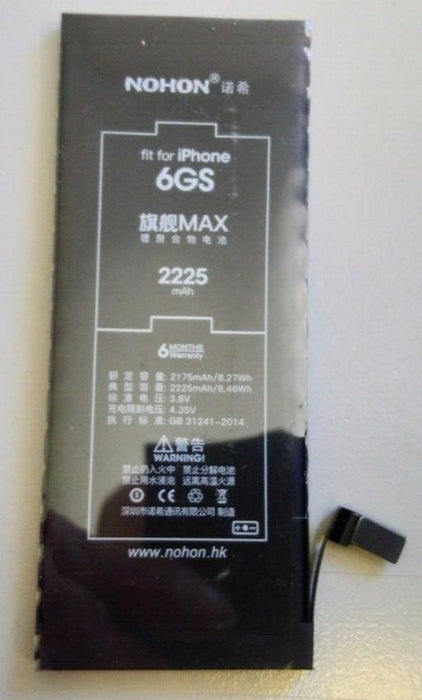 NOHON® 诺希
fit for iPhone
6GS
旗舰MAX
锂聚合物电池
2225
mAh
6 MONTHS
Warranty
额定容量: 2175mAh/8.27Wh
典型容量: 2225mAh/8.46Wh
标准电压: 3.8V
充电限制电压: 4.35V
执行标准: GB 31241-2014
警告
WARNING!
禁止扔入火中 禁止分解电池
禁止用水浸泡 远离高温火源
CE
深圳市诺希通讯有限公司 制造
www.nohon.hk